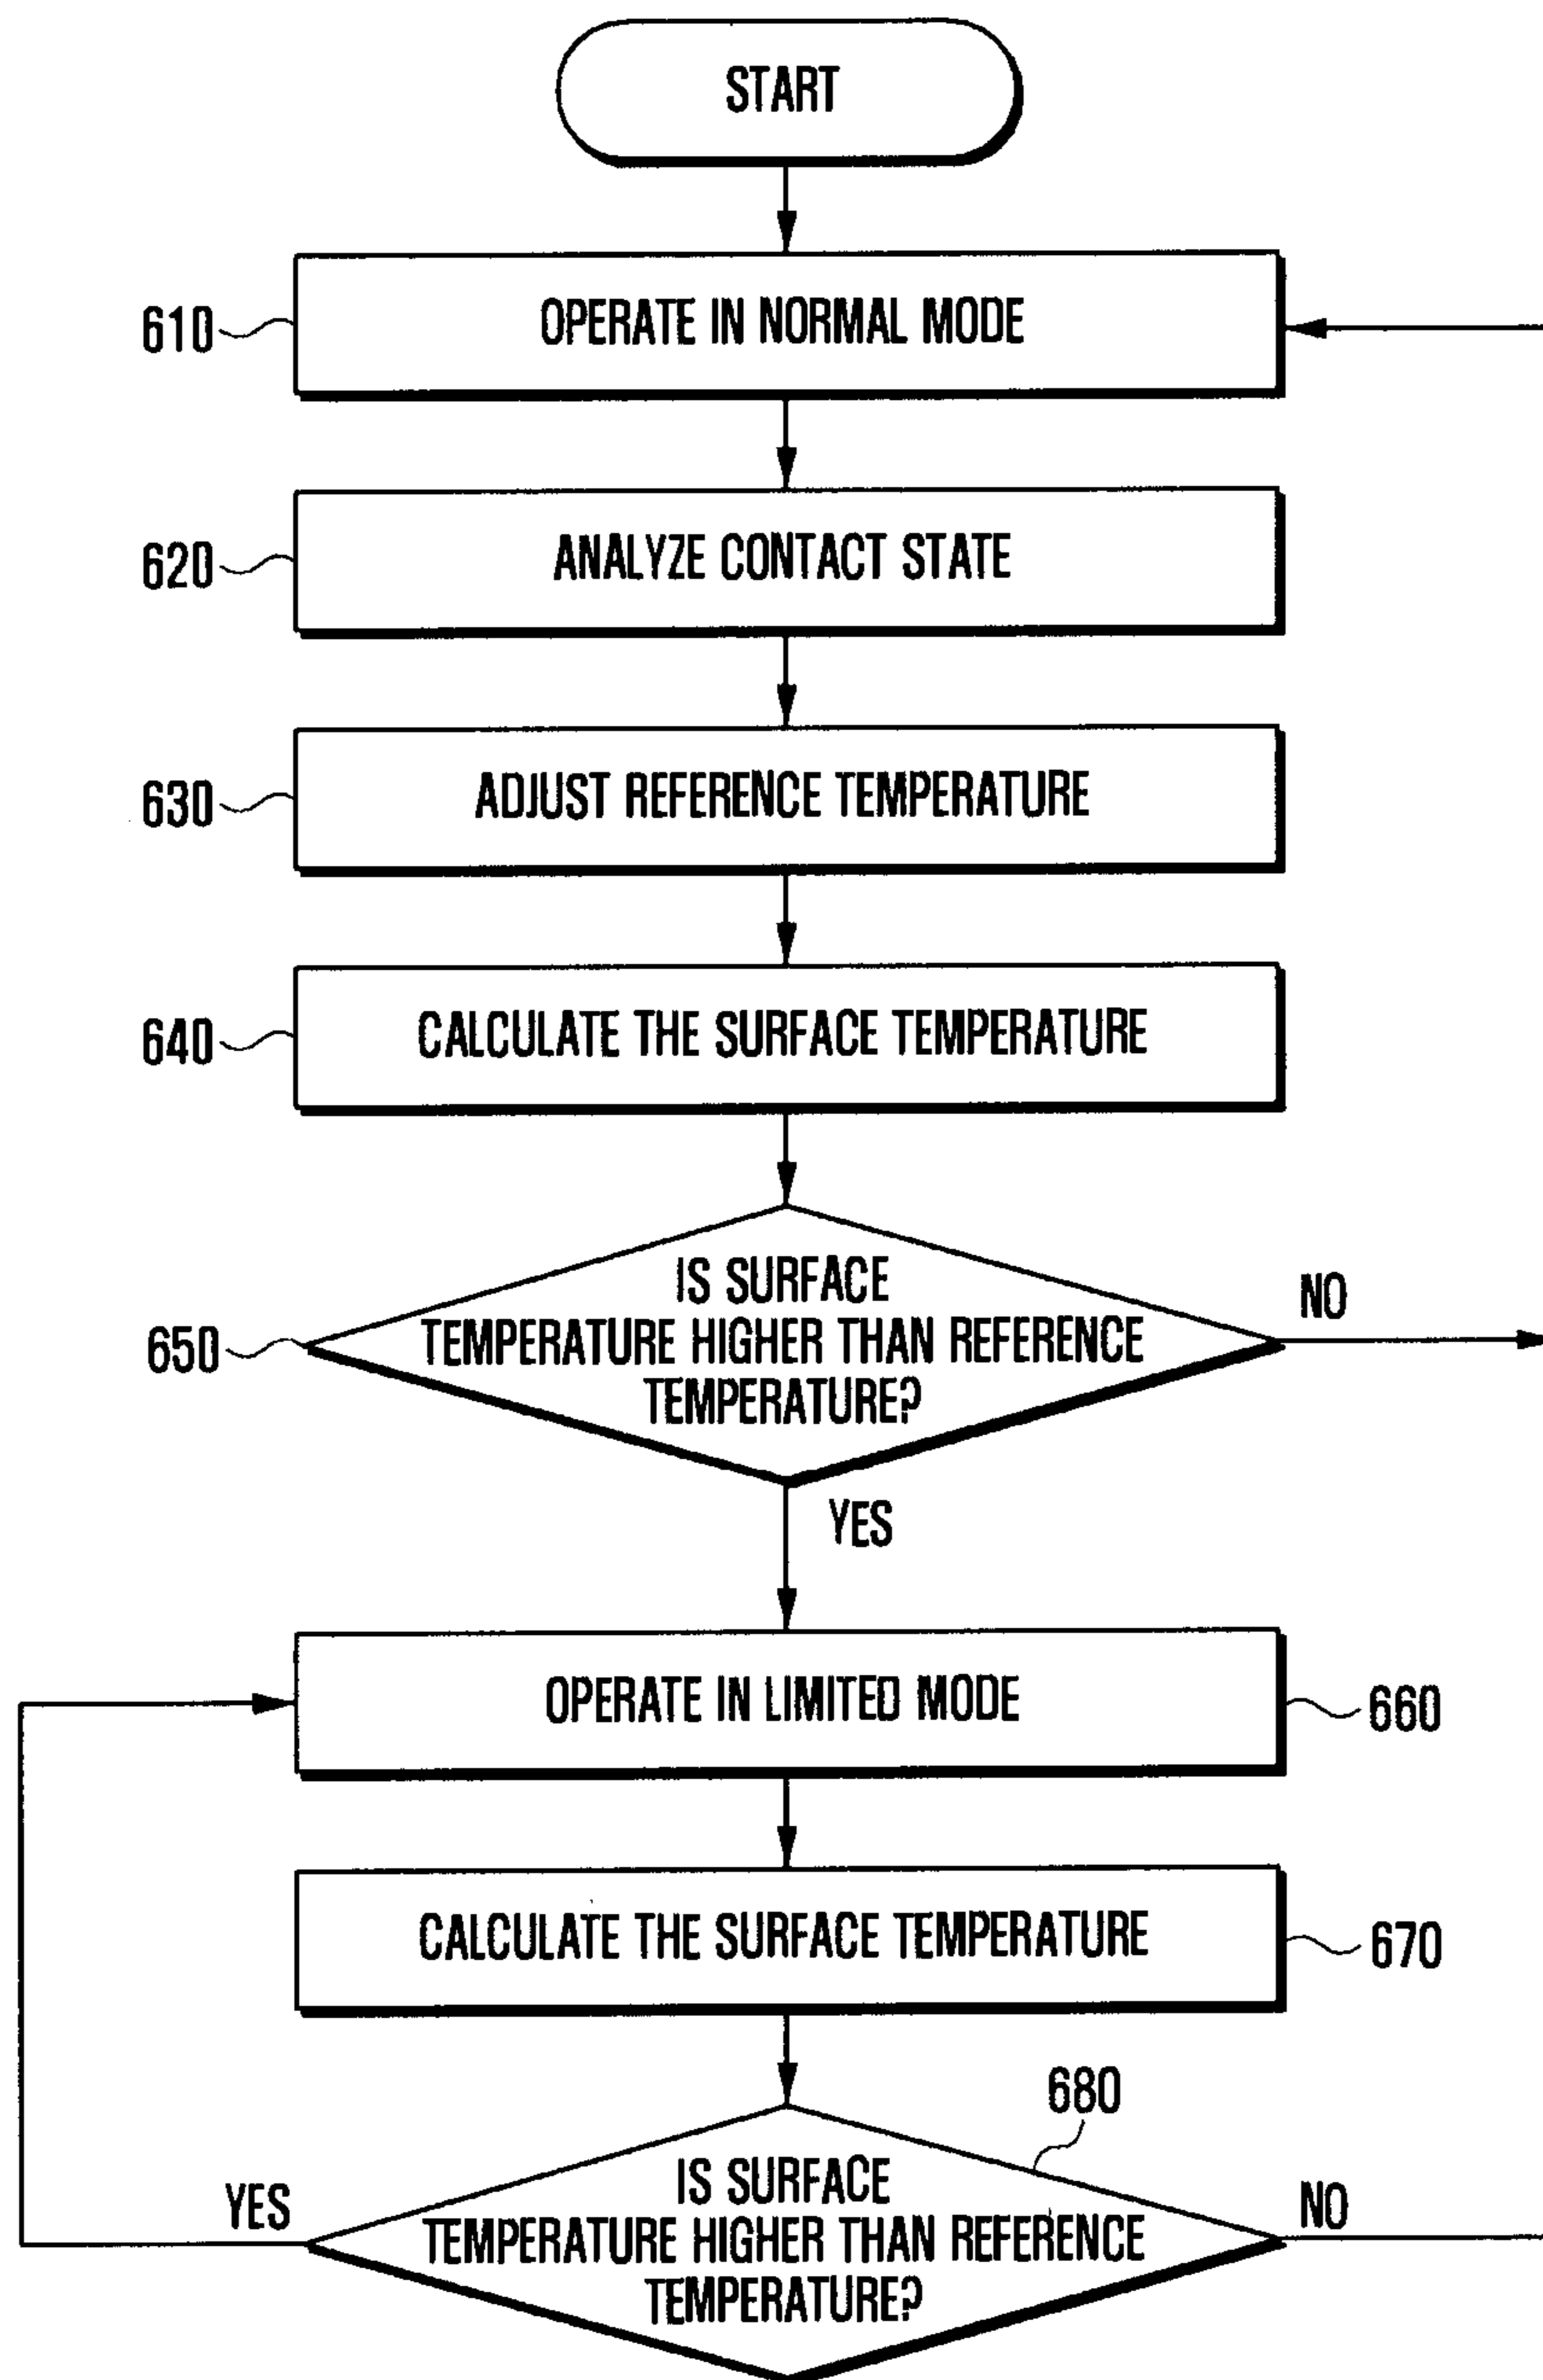 START
610
OPERATE IN NORMAL MODE
620
ANALYZE CONTACT STATE
630
ADJUST REFERENCE TEMPERATURE
640
CALCULATE THE SURFACE TEMPERATURE
650
IS SURFACE
TEMPERATURE HIGHER THAN REFERENCE
TEMPERATURE?
NO
YES
OPERATE IN LIMITED MODE
660
CALCULATE THE SURFACE TEMPERATURE
670
680
YES
IS SURFACE
TEMPERATURE HIGHER THAN REFERENCE
TEMPERATURE?
NO